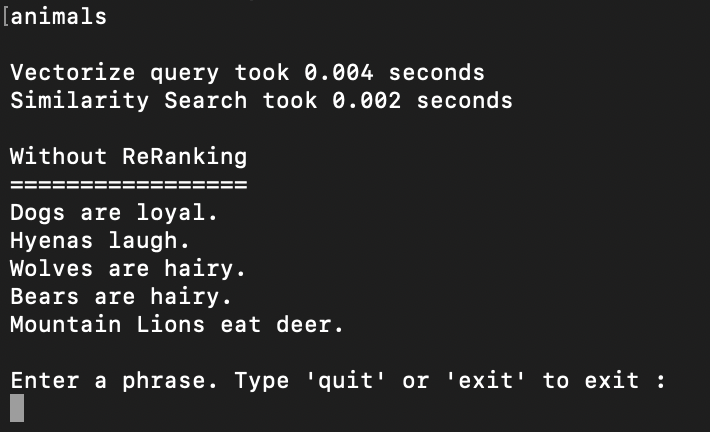 [animals
Vectorize query took 0.004 seconds
Similarity Search took 0.002 seconds
Without ReRanking
=================
Dogs are loyal.
Hyenas laugh.
Wolves are hairy.
Bears are hairy.
Mountain Lions eat deer.
Enter a phrase. Type 'quit' or 'exit' to exit :